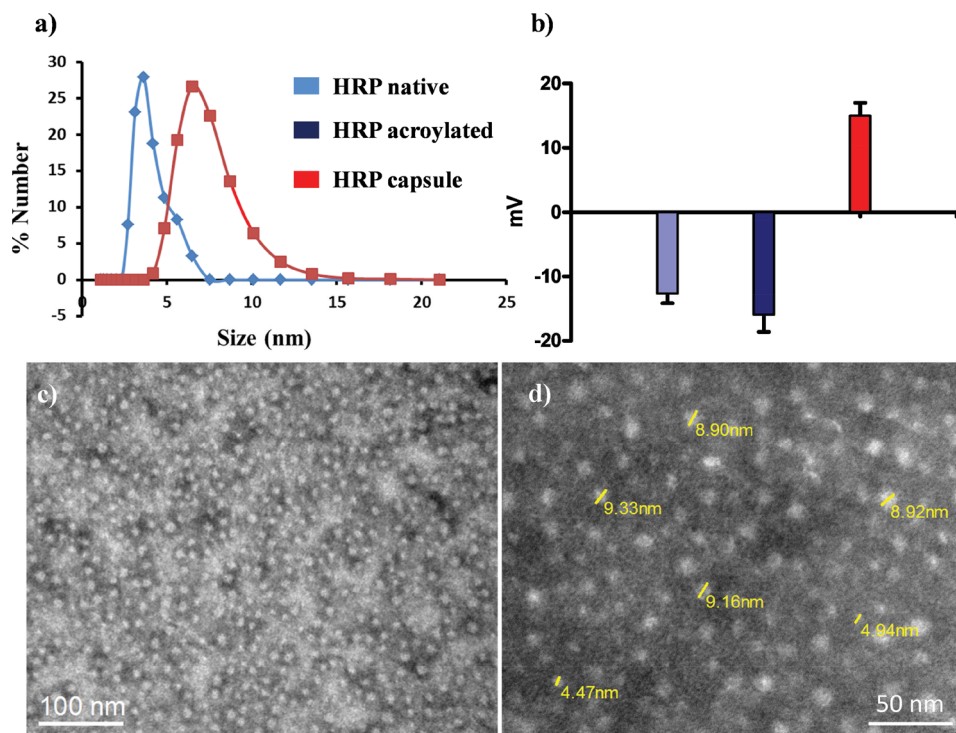 a)
% Number
30
25
20
15
10
5
0
-5
0 5 10 15 20 25
Size (nm)
HRP native
HRP acroylated
HRP capsule
b)
mV
20
10
0
-10
-20
c)
100 nm
d)
8.90nm
9.33nm
8.92nm
9.16nm
4.94nm
4.47nm
50 nm